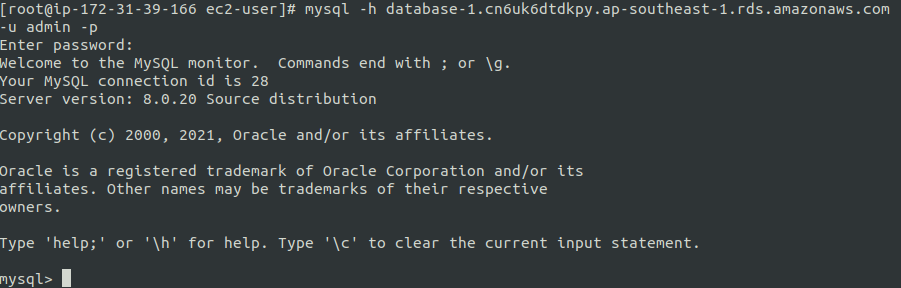 [root@ip-172-31-39-166 ec2-user]# mysql -h database-1.cn6uk6dtdkpy.ap-southeast-1.rds.amazonaws.com
-u admin -p
Enter password:
Welcome to the MySQL monitor.  Commands end with ; or \g.
Your MySQL connection id is 28
Server version: 8.0.20 Source distribution
Copyright (c) 2000, 2021, Oracle and/or its affiliates.
Oracle is a registered trademark of Oracle Corporation and/or its
affiliates. Other names may be trademarks of their respective
owners.
Type 'help;' or '\h' for help. Type '\c' to clear the current input statement.
mysql>